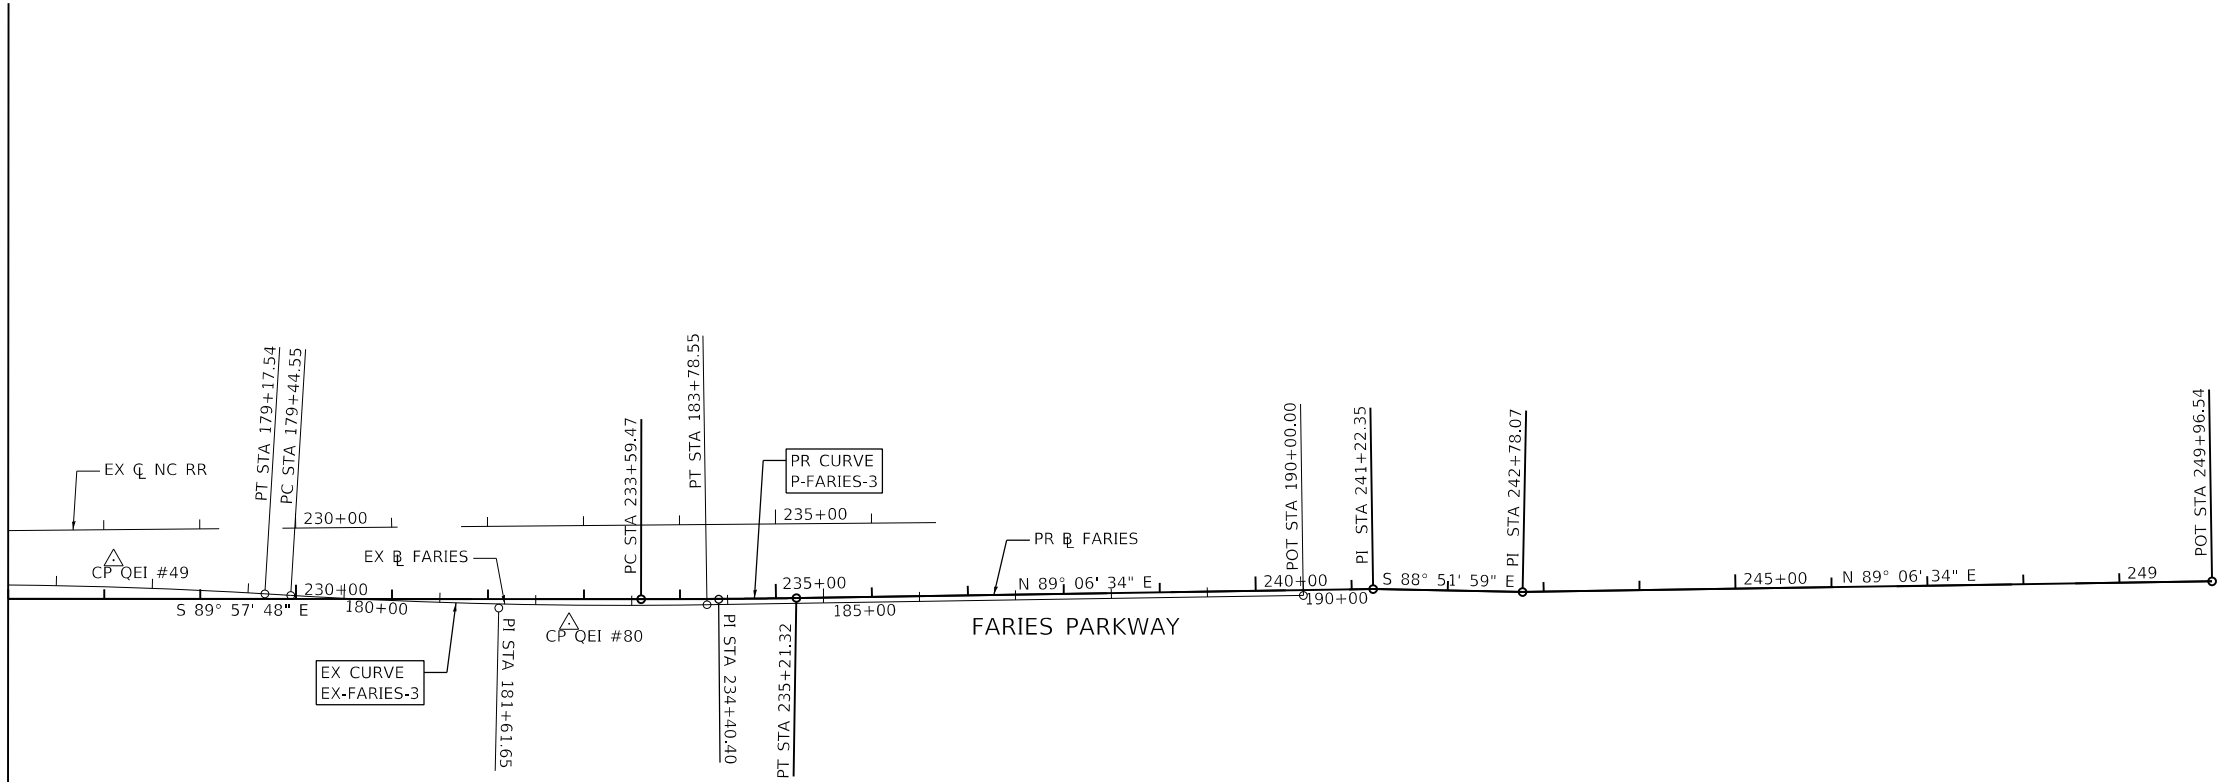 PT STA 179+17.54
PC STA 179+44.55
PT STA 183+78.55
PC STA 233+59.47
POT STA 190+00.00
PI STA 241+22.35
PI STA 242+78.07
POT STA 249+96.54
EX ℄ NC RR
PR CURVE
P-FARIES-3
230+00
235+00
EX BL FARIES
PR BL FARIES
CP QEI #49
230+00
235+00
N 89° 06' 34" E
240+00
S 88° 51' 59" E
245+00
N 89° 06' 34" E
249
S 89° 57' 48" E
180+00
185+00
190+00
CP QEI #80
FARIES PARKWAY
EX CURVE
EX-FARIES-3
PI STA 181+61.65
PI STA 234+40.40
PT STA 235+21.32